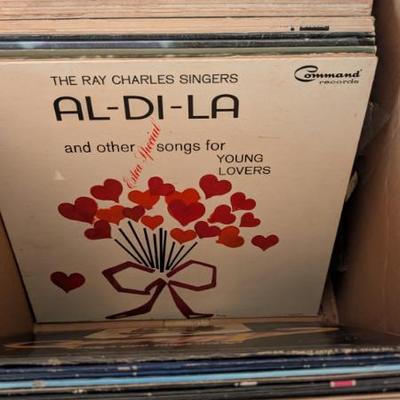 THE RAY CHARLES SINGERS
Command
records
AL-DI-LA
and other Extra Special songs for
YOUNG
LOVERS